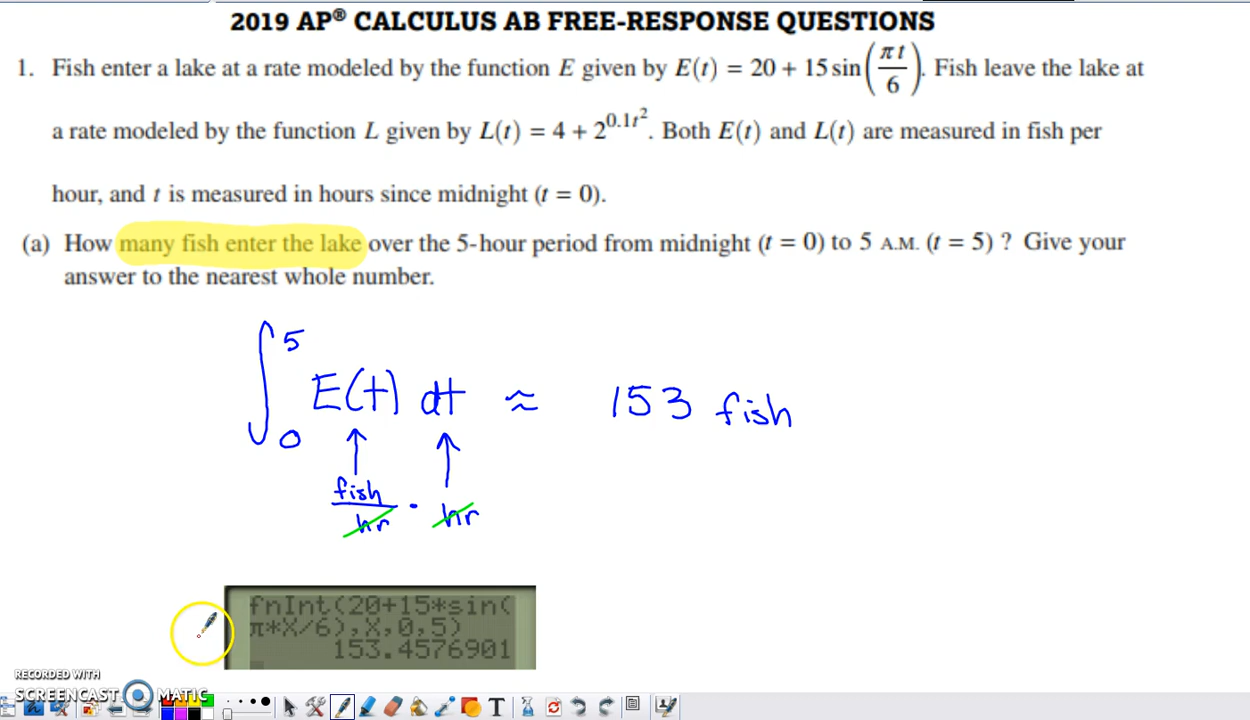 2019 AP® CALCULUS AB FREE-RESPONSE QUESTIONS
1. Fish enter a lake at a rate modeled by the function E given by E(t) = 20 + 15 sin(πt/6). Fish leave the lake at
a rate modeled by the function L given by L(t) = 4 + 2^(0.1t²). Both E(t) and L(t) are measured in fish per
hour, and t is measured in hours since midnight (t = 0).
(a) How many fish enter the lake over the 5-hour period from midnight (t = 0) to 5 A.M. (t = 5) ? Give your
answer to the nearest whole number.
∫₀⁵ E(t) dt ≈ 153 fish
fish/hr · hr
fnInt(20+15*sin(
π*X/6),X,0,5)
153.4576901
RECORDED WITH
SCREENCAST MATIC
T